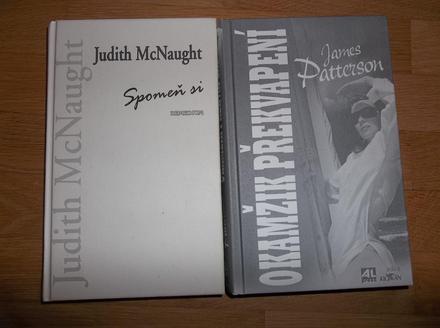 Judith McNaught
Judith McNaught
Spomeň si
OKAMŽIK PŘEKVAPENÍ
James
Patterson